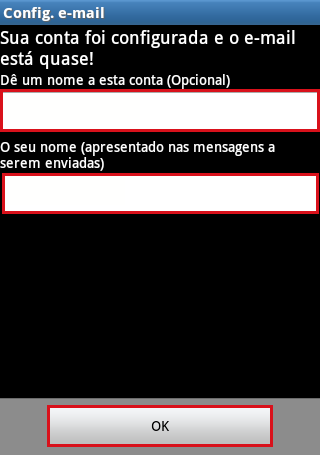 Config. e-mail
Sua conta foi configurada e o e-mail
está quase!
Dê um nome a esta conta (Opcional)
O seu nome (apresentado nas mensagens a
serem enviadas)
OK